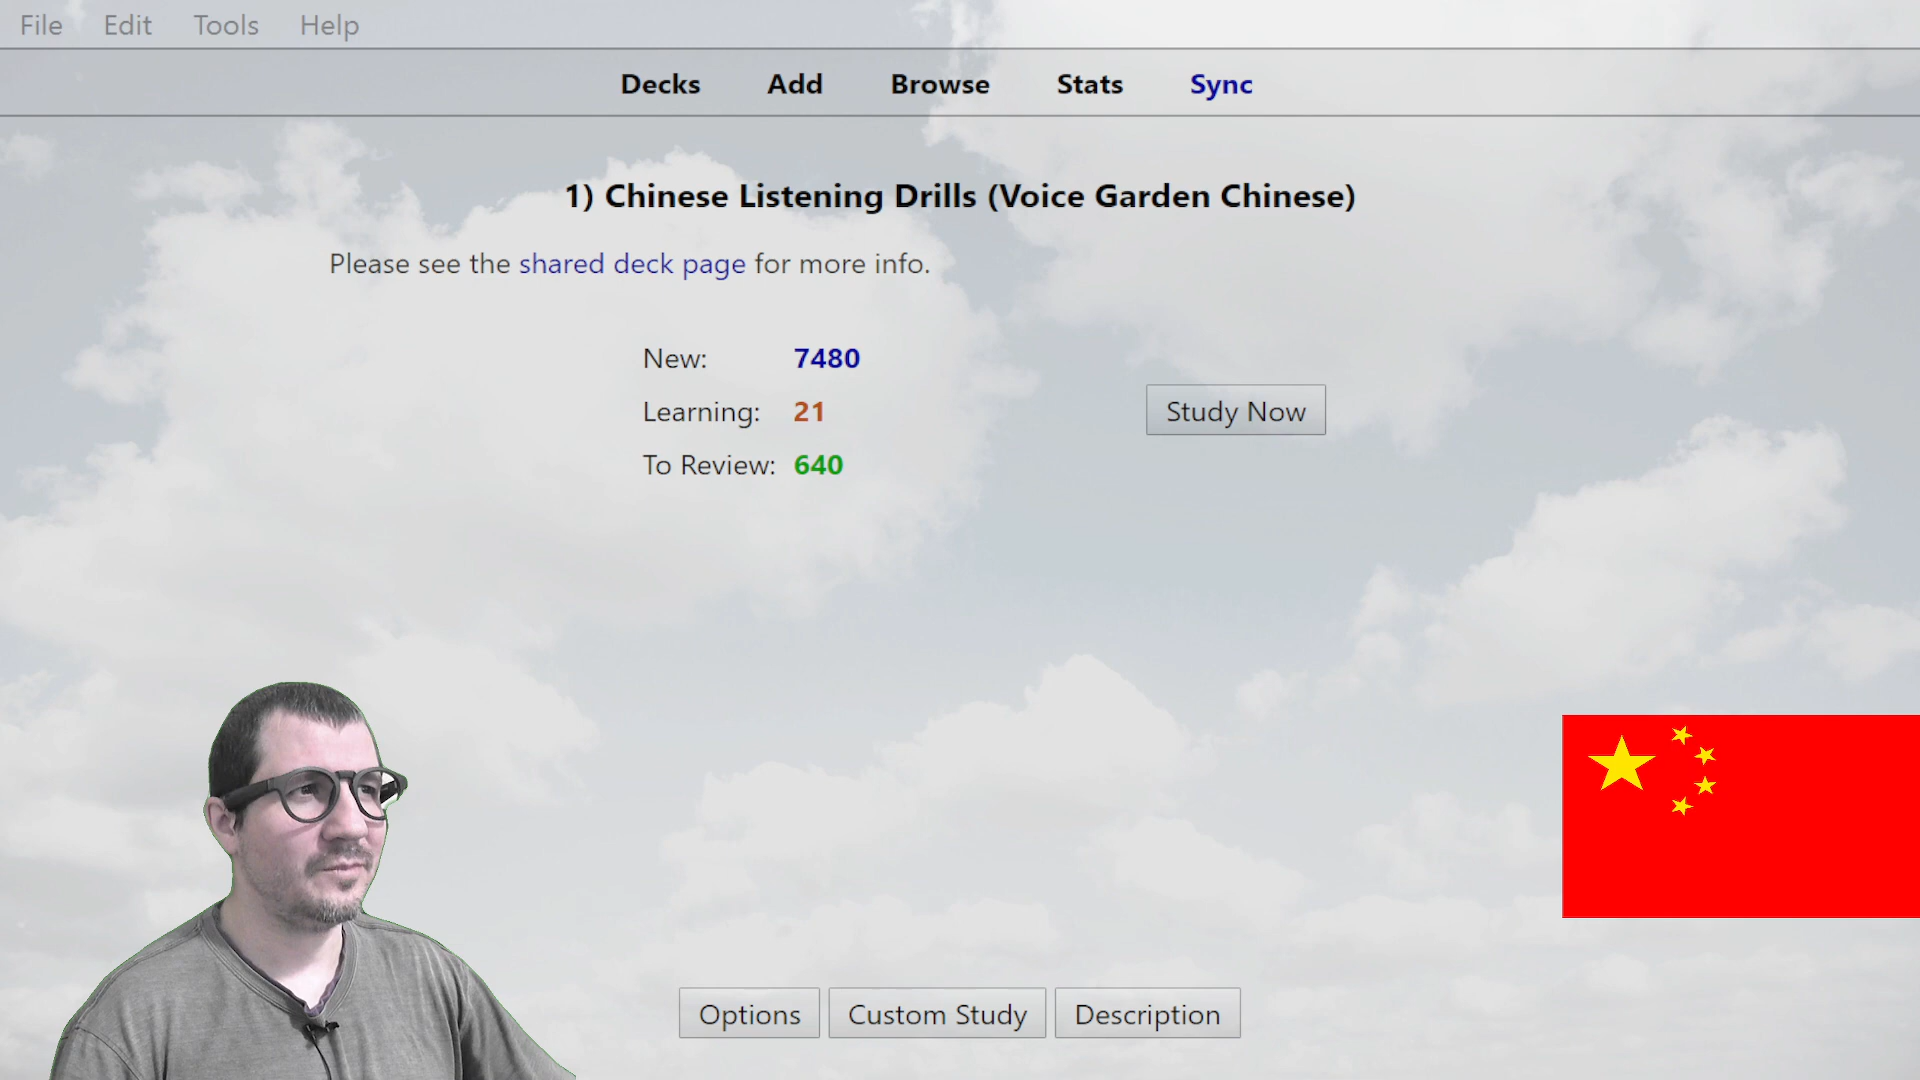 File Edit Tools Help
Decks Add Browse Stats Sync
1) Chinese Listening Drills (Voice Garden Chinese)
Please see the shared deck page for more info.
New: 7480
Learning: 21
Study Now
To Review: 640
Options Custom Study Description